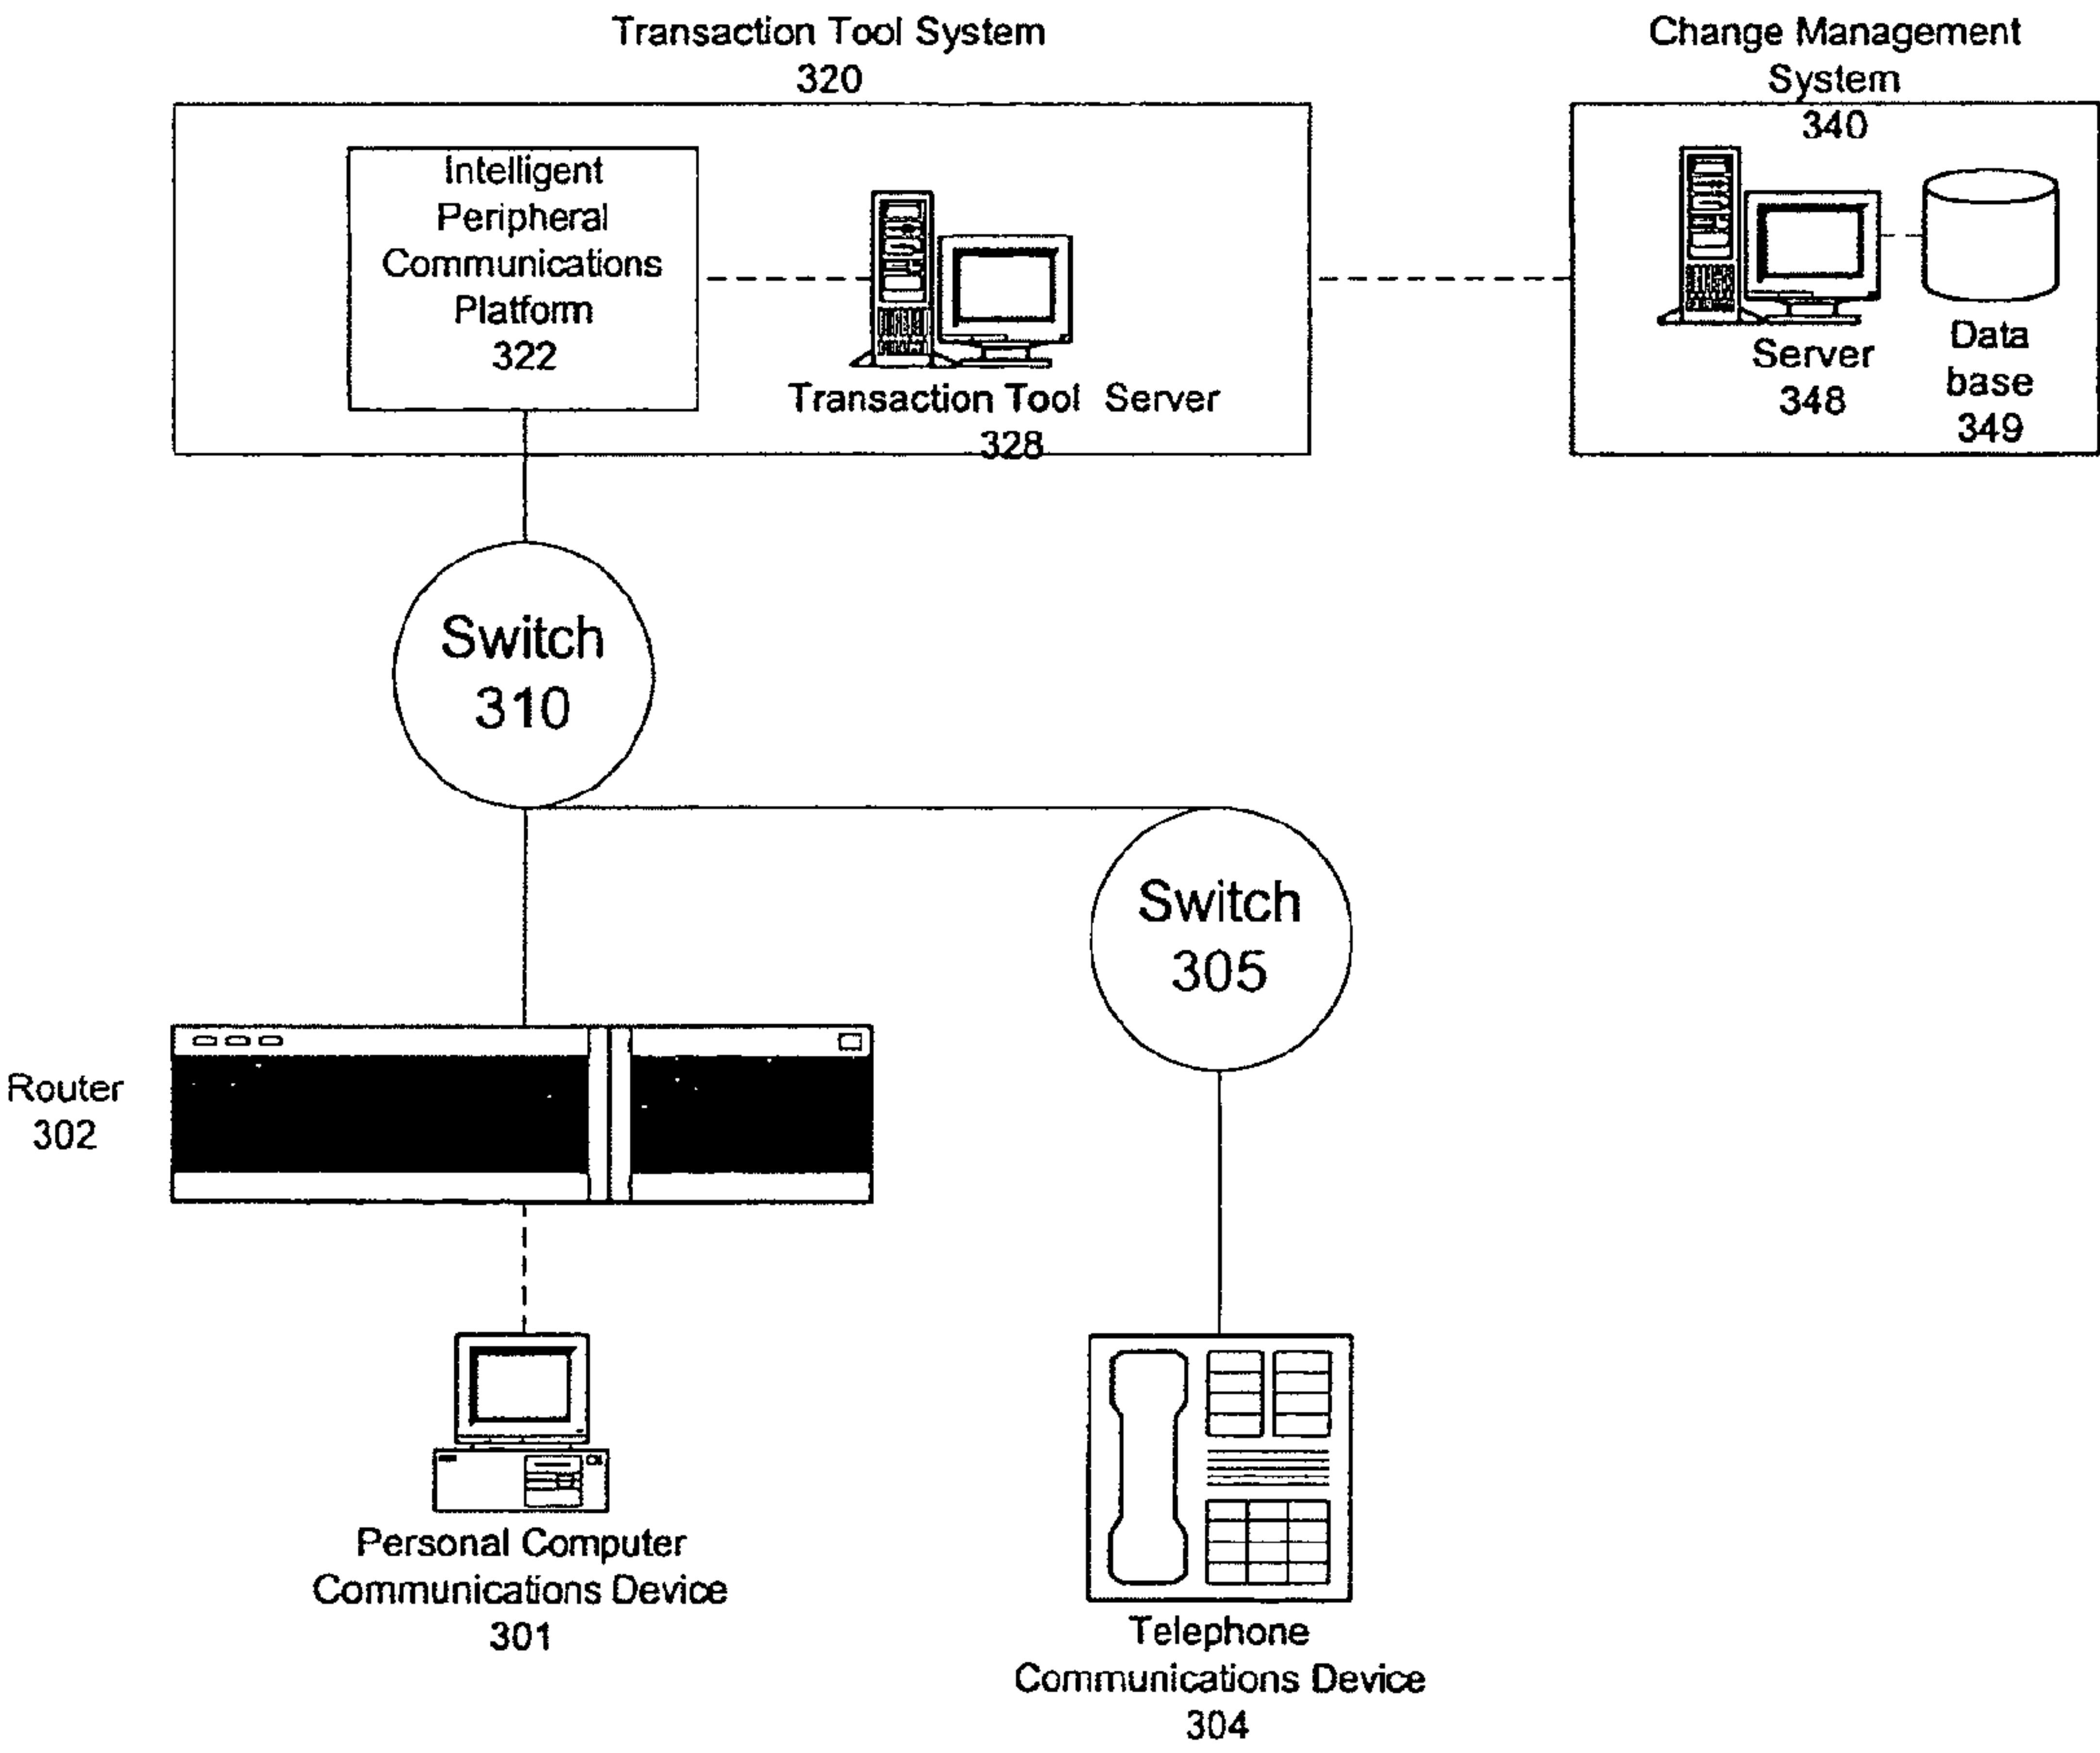 Transaction Tool System
320
Change Management
System
340
Intelligent
Peripheral
Communications
Platform
322
Transaction Tool Server
328
Server
348
Data
base
349
Switch
310
Switch
305
Router
302
Personal Computer
Communications Device
301
Telephone
Communications Device
304